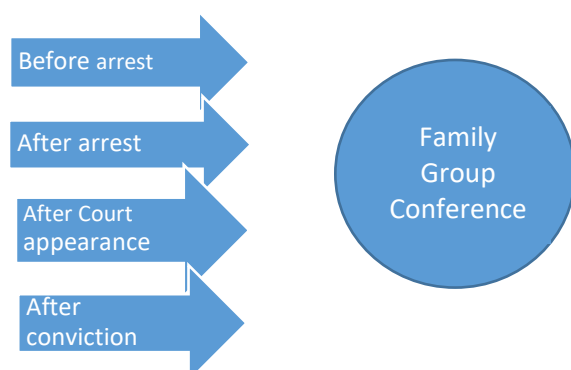 Before arrest
After arrest
After Court
appearance
After
conviction
Family
Group
Conference